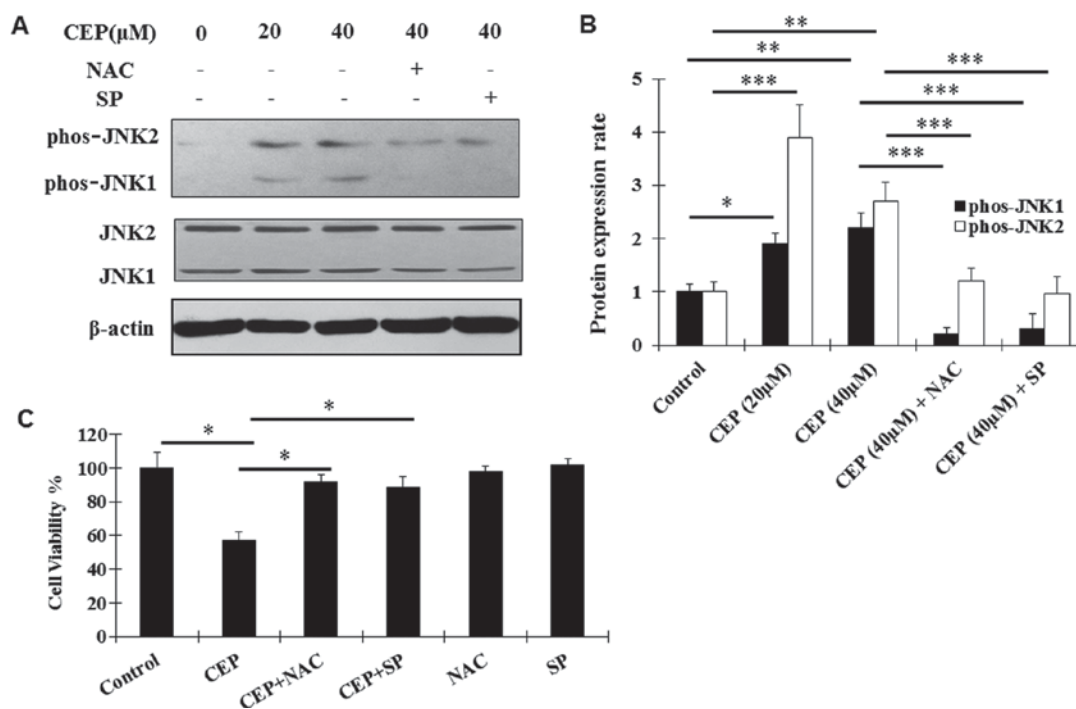 A
CEP(µM) 0 20 40 40 40
NAC - - - + -
SP - - - - +
phos-JNK2
phos-JNK1
JNK2
JNK1
β-actin
B
**
**
***
***
***
***
***
*
Protein expression rate
5
4
3
2
1
0
phos-JNK1
phos-JNK2
Control
CEP (20µM)
CEP (40µM)
CEP (40µM) + NAC
CEP (40µM) + SP
C
*
*
*
Cell Viability %
120
100
80
60
40
20
0
Control
CEP
CEP+NAC
CEP+SP
NAC
SP